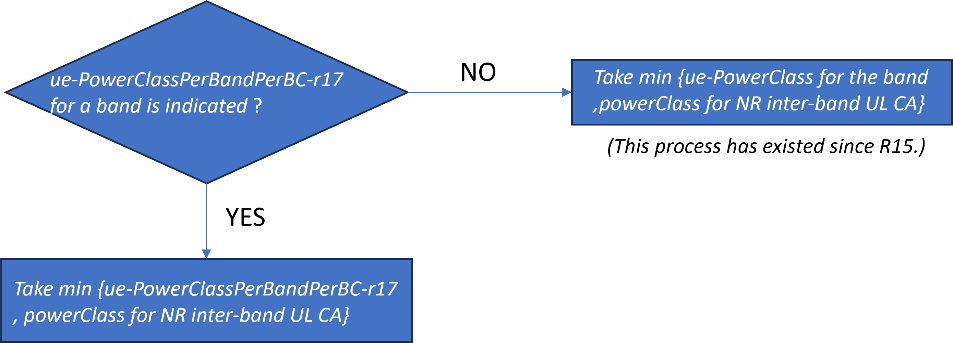 ue-PowerClassPerBandPerBC-r17
for a band is indicated ?
NO
Take min {ue-PowerClass for the band
,powerClass for NR inter-band UL CA}
(This process has existed since R15.)
YES
Take min {ue-PowerClassPerBandPerBC-r17
, powerClass for NR inter-band UL CA}